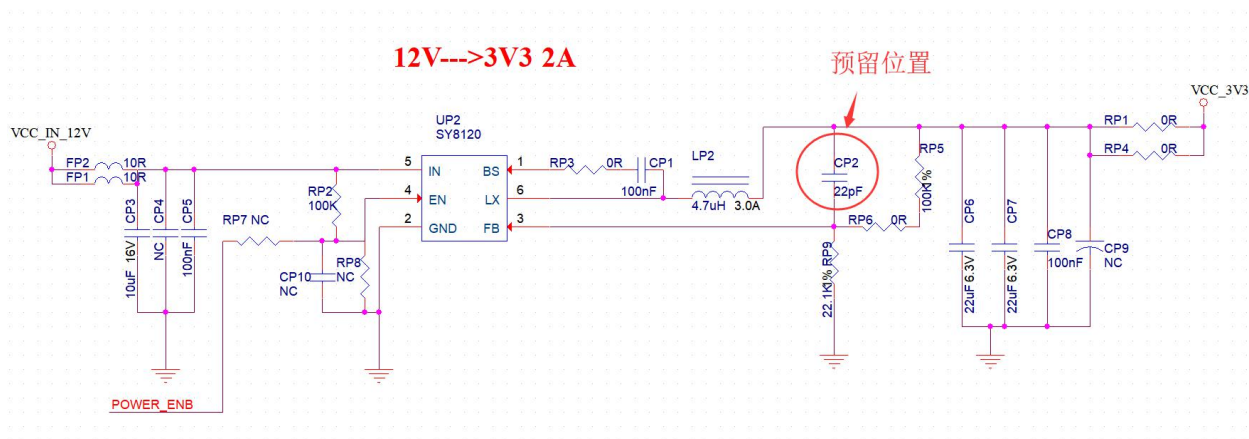 12V--->3V3 2A
预留位置
VCC_3V3
VCC_IN_12V
UP2
SY8120
FP2 10R
FP1 10R
5 IN
4 EN
2 GND
BS 1
LX 6
FB 3
RP3 0R
CP1
100nF
LP2
4.7uH 3.0A
CP2
22pF
RP5
100K1%
RP1 0R
RP4 0R
RP2
100K
RP7 NC
RP6 0R
CP3
10uF 16V
CP4
NC
CP5
100nF
CP10
NC
RP8
NC
RP9
22.1K1%
CP6
22uF 6.3V
CP7
22uF 6.3V
CP8
100nF
CP9
NC
POWER_ENB